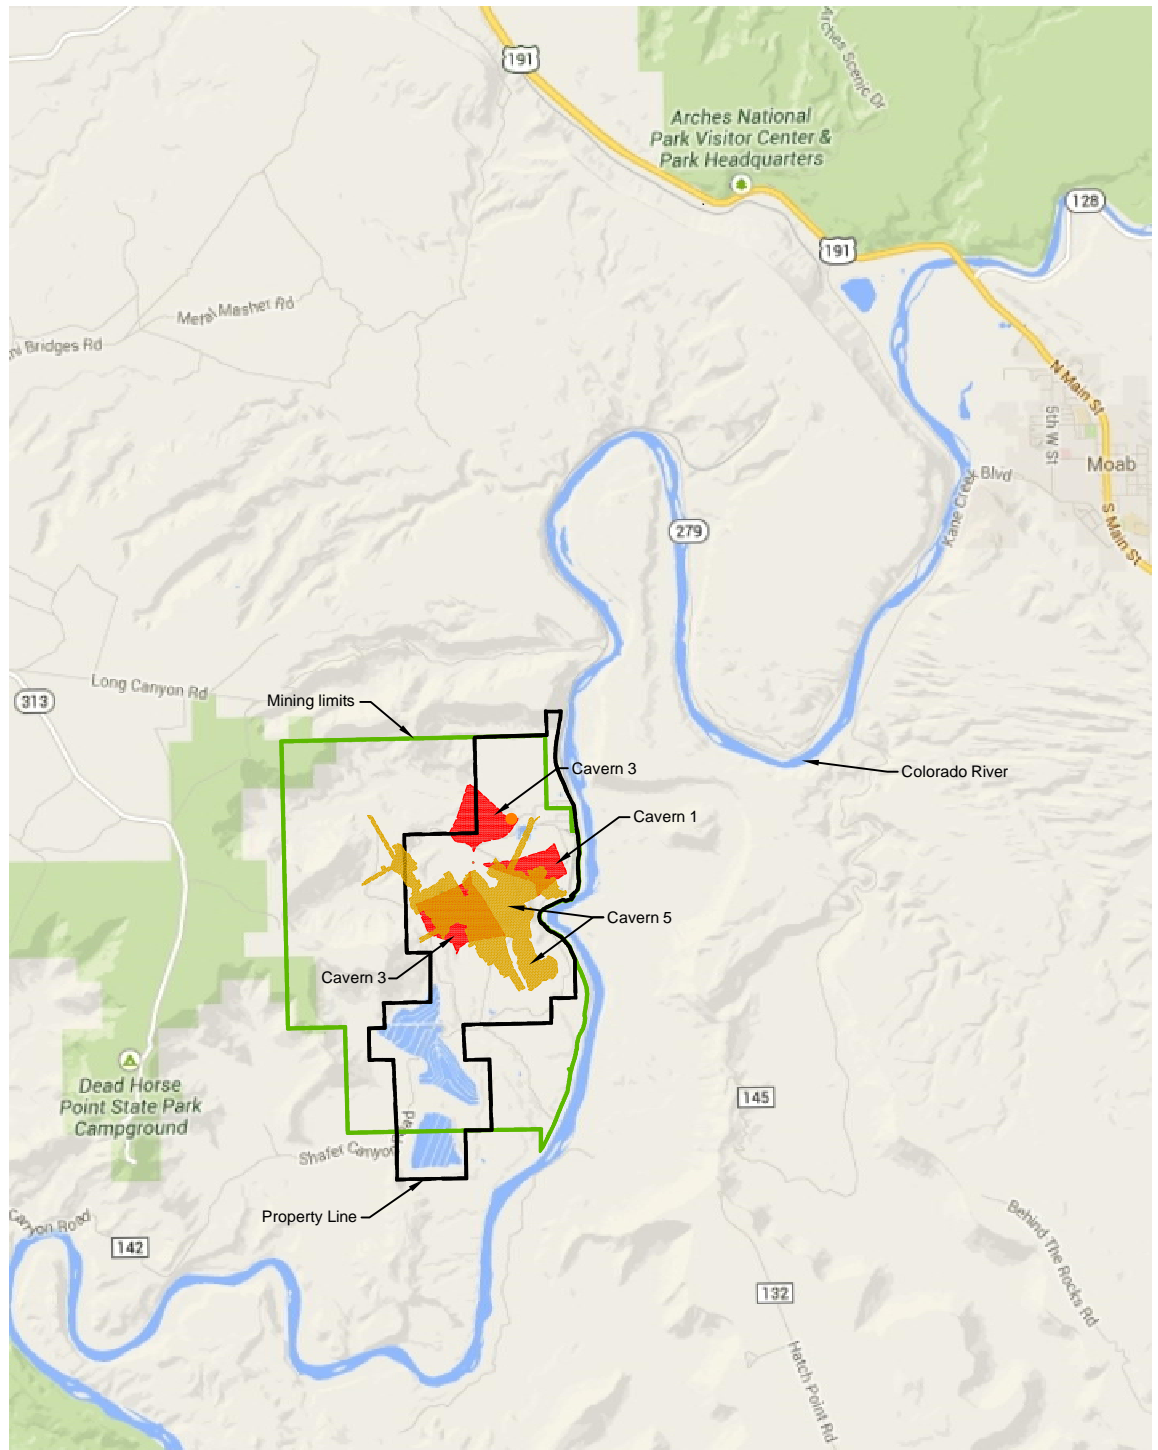 191
Arches Scenic Dr
Arches National
Park Visitor Center &
Park Headquarters
128
191
Mashet Rd
Bridges Rd
N Main St
5th W St
Moab
Blvd
Kane Creek
S Main St
279
Long Canyon Rd
313
Mining limits
Cavern 3
Colorado River
Cavern 1
Cavern 5
Cavern 3
Dead Horse
Point State Park
Campground
145
Shafer Canyon Rd
Property Line
Canyon Road
142
Behind The Rocks Rd
132
Hatch Point Rd